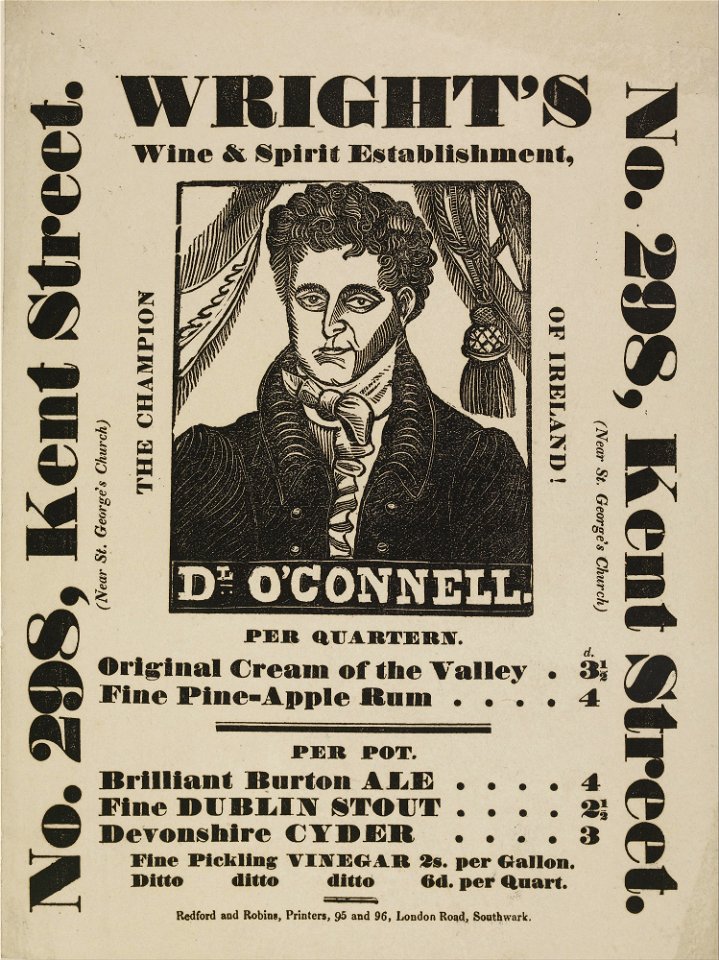 WRIGHT'S
Wine & Spirit Establishment,
No. 298, Kent Street.
(Near St. George's Church)
THE CHAMPION
OF IRELAND!
(Near St. George's Church)
No. 298, Kent Street.
DL O'CONNELL.
PER QUARTERN.
d.
Original Cream of the Valley . 3½
Fine Pine-Apple Rum . . . . 4
PER POT.
Brilliant Burton ALE . . . . 4
Fine DUBLIN STOUT . . . . 2½
Devonshire CYDER . . . . 3
Fine Pickling VINEGAR 2s. per Gallon.
Ditto ditto ditto 6d. per Quart.
Redford and Robins, Printers, 95 and 96, London Road, Southwark.